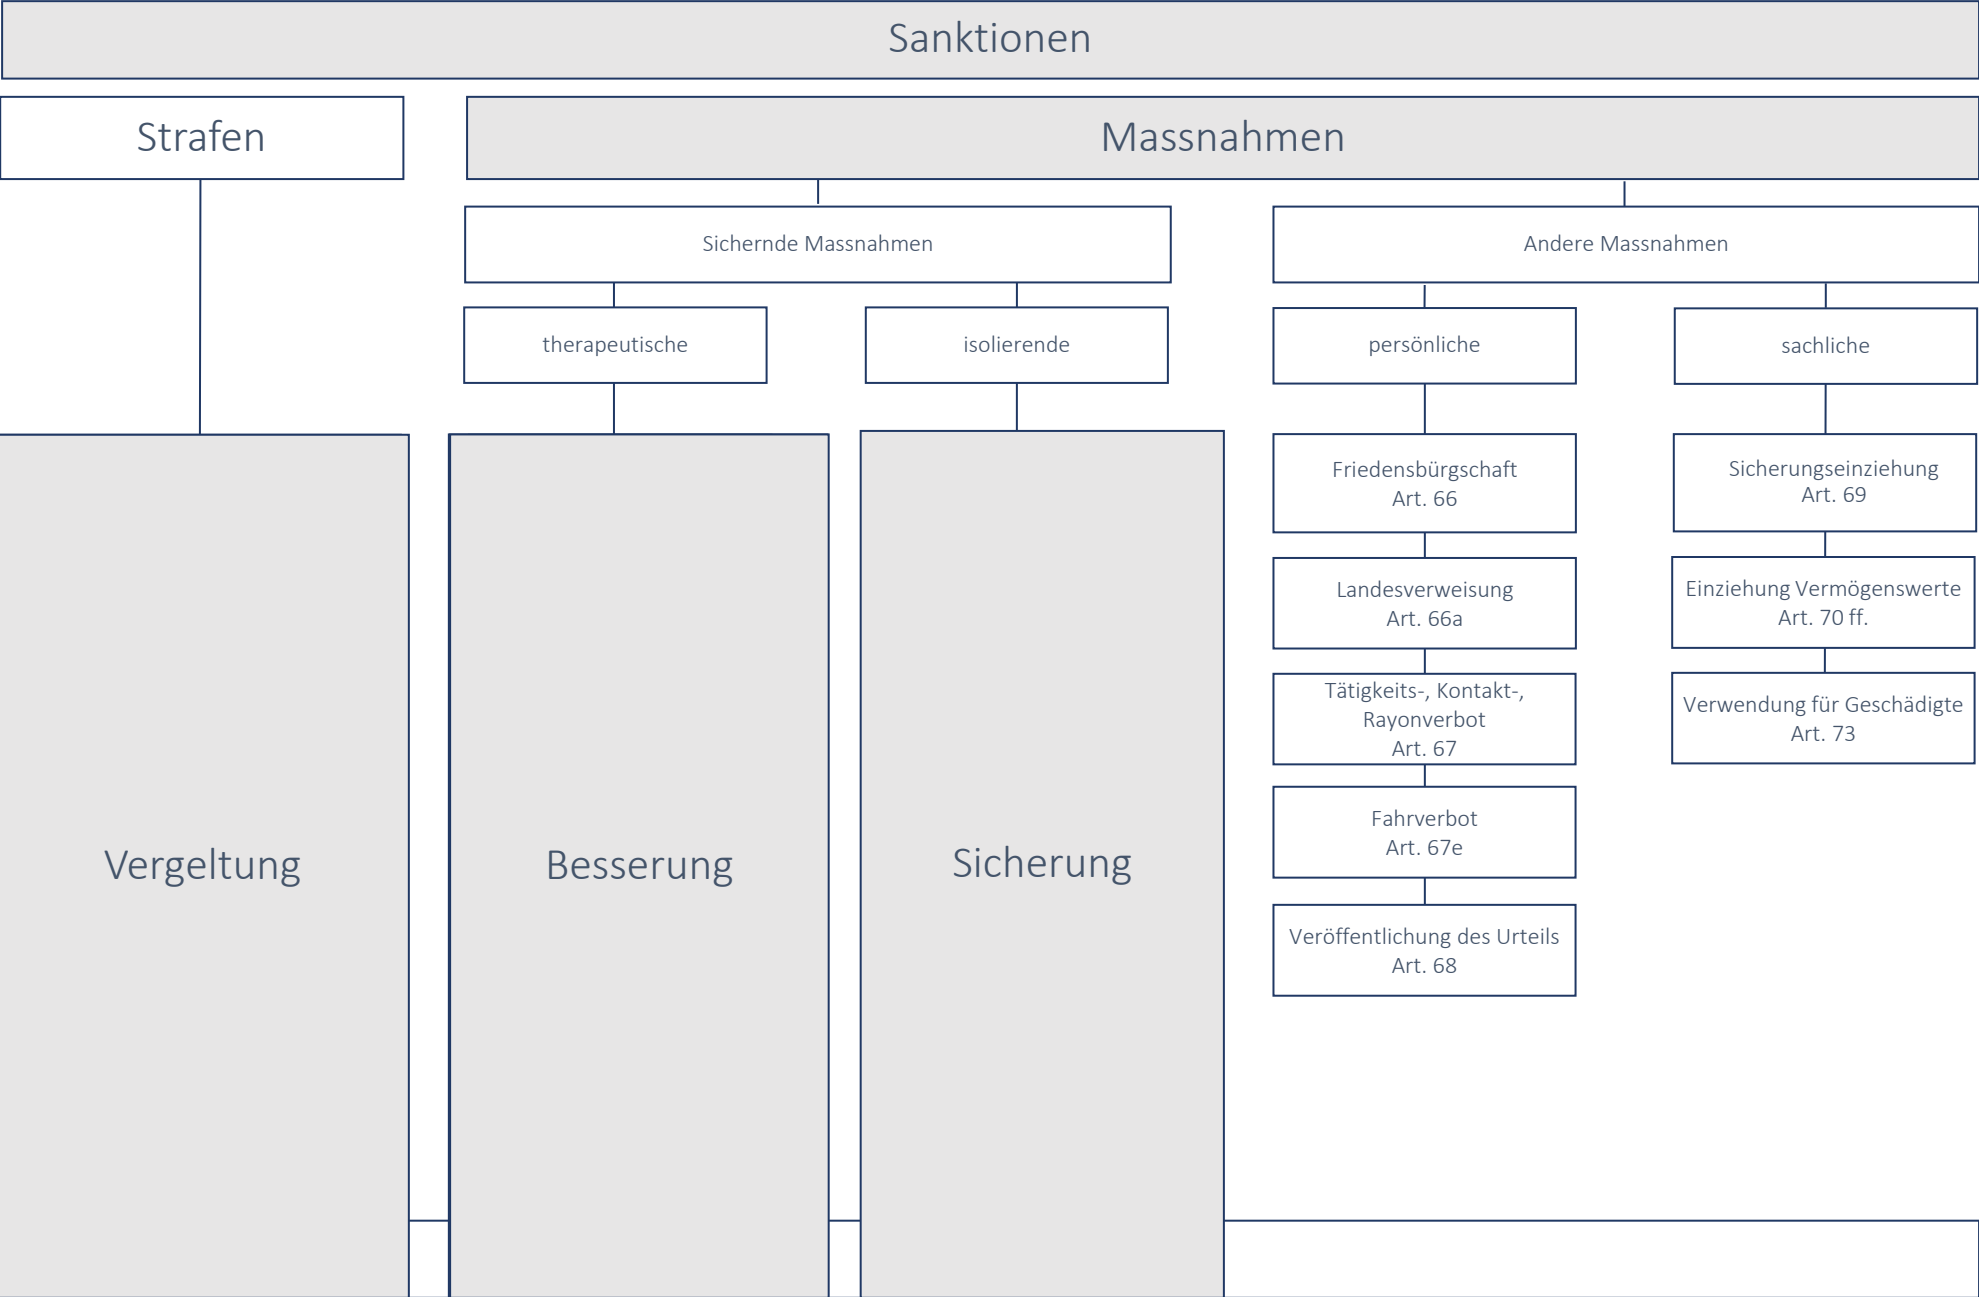 Sanktionen
Strafen
Massnahmen
Sichernde Massnahmen
Andere Massnahmen
therapeutische
isolierende
persönliche
sachliche
Vergeltung
Besserung
Sicherung
Friedensbürgschaft
Art. 66
Landesverweisung
Art. 66a
Tätigkeits-, Kontakt-,
Rayonverbot
Art. 67
Fahrverbot
Art. 67e
Veröffentlichung des Urteils
Art. 68
Sicherungseinziehung
Art. 69
Einziehung Vermögenswerte
Art. 70 ff.
Verwendung für Geschädigte
Art. 73